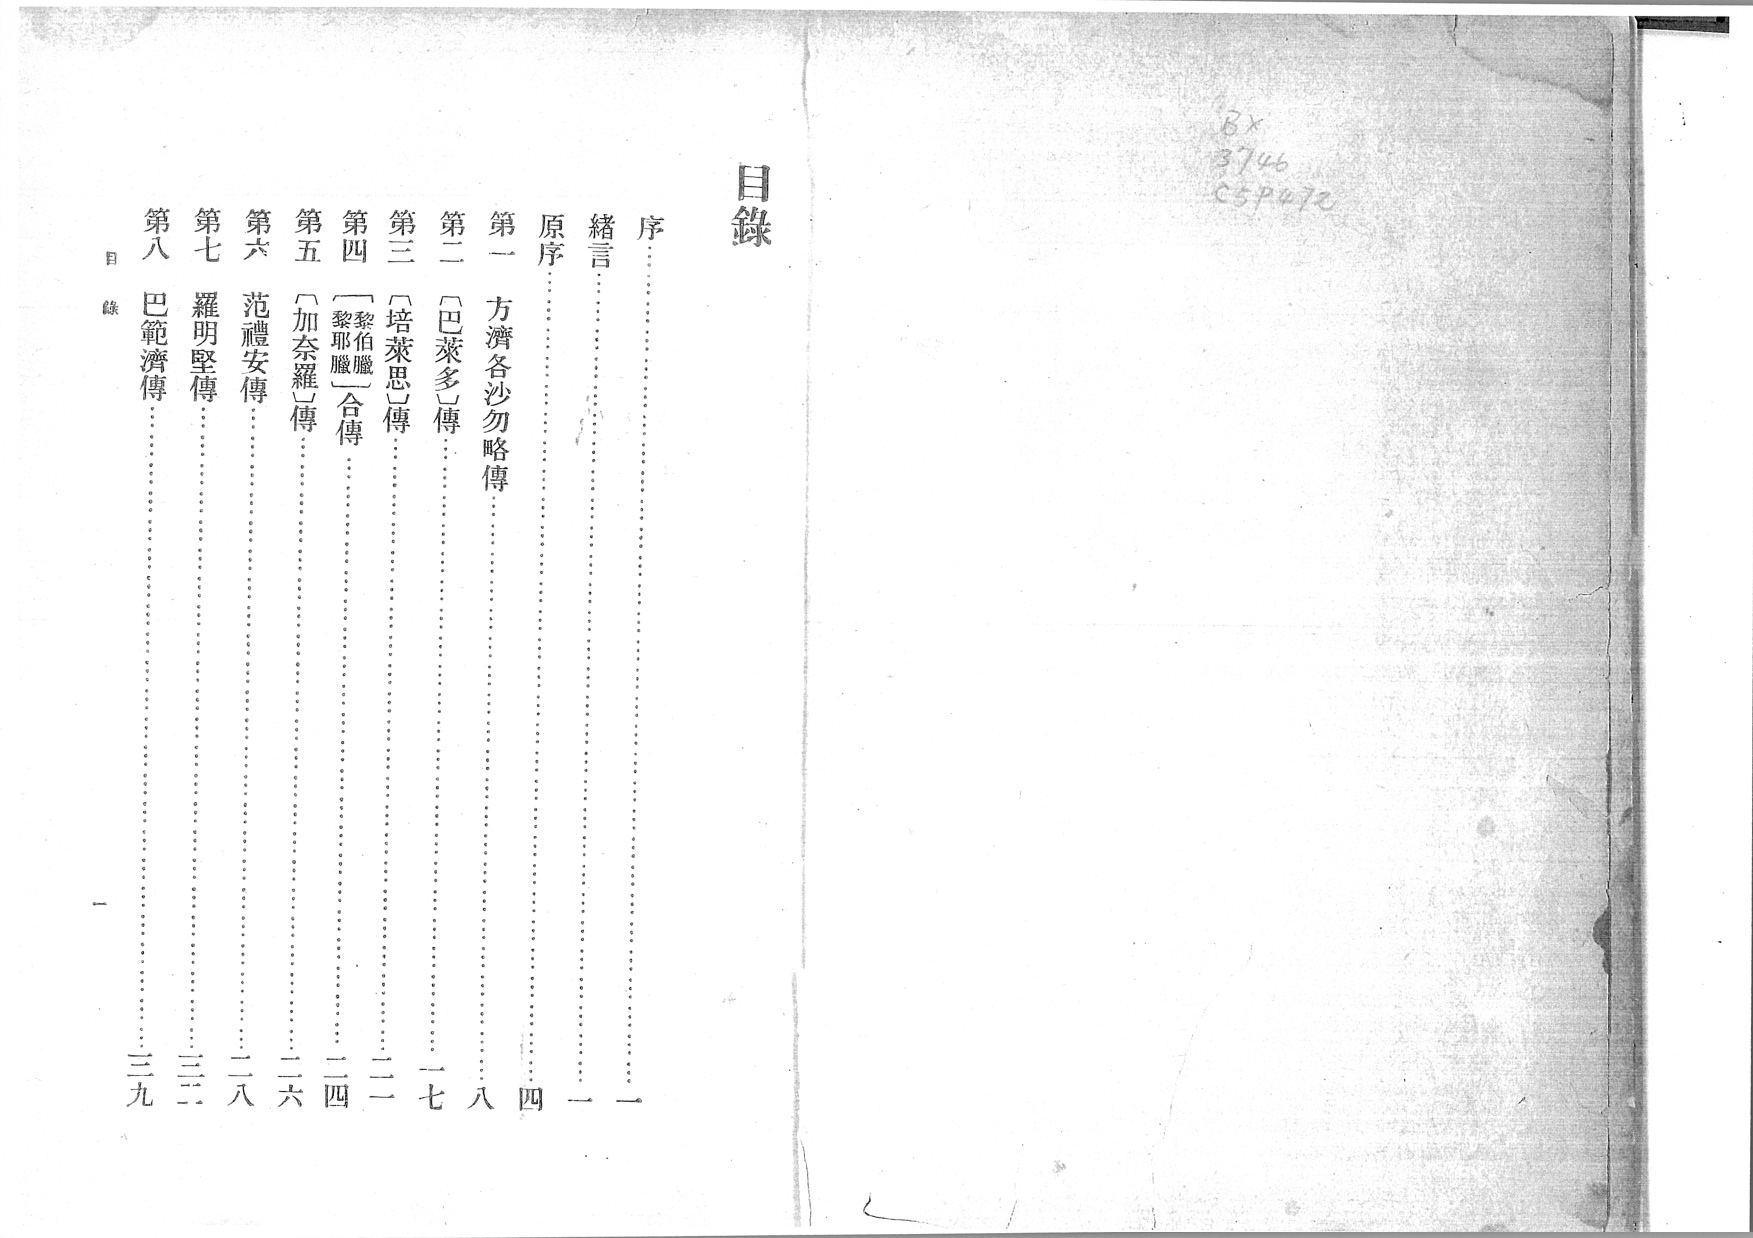 BX
3746
C5P472
目錄
序……一
緒言……一
原序……四
第一 方濟各沙勿略傳……八
第二 〔巴萊多〕傳……一七
第三 〔培萊思〕傳……二一
第四 〔黎伯臘 黎耶臘〕合傳……二四
第五 〔加奈羅〕傳……二六
第六 范禮安傳……二八
第七 羅明堅傳……三二
第八 巴範濟傳……三九
目 錄
一